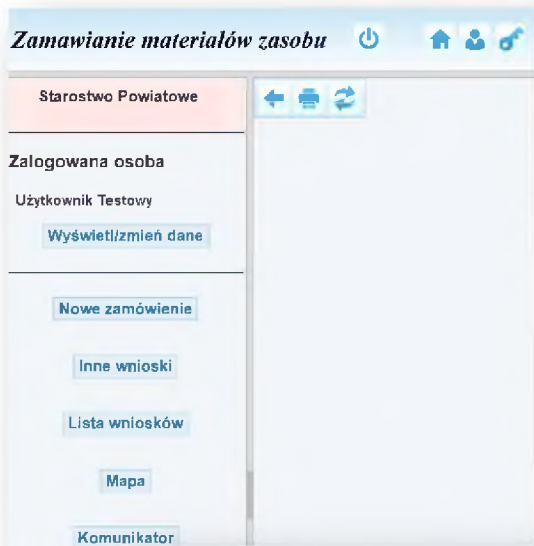 Zamawianie materiałów zasobu
Starostwo Powiatowe
Zalogowana osoba
Użytkownik Testowy
Wyświetl/zmień dane
Nowe zamówienie
Inne wnioski
Lista wniosków
Mapa
Komunikator